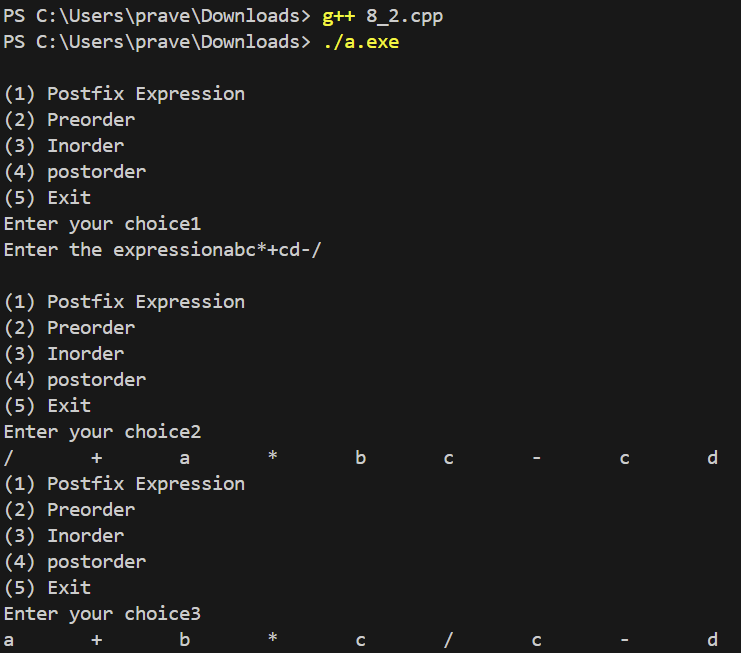 PS C:\Users\prave\Downloads> g++ 8_2.cpp
PS C:\Users\prave\Downloads> ./a.exe
(1) Postfix Expression
(2) Preorder
(3) Inorder
(4) postorder
(5) Exit
Enter your choice1
Enter the expressionabc*+cd-/
(1) Postfix Expression
(2) Preorder
(3) Inorder
(4) postorder
(5) Exit
Enter your choice2
/ + a * b c - c d
(1) Postfix Expression
(2) Preorder
(3) Inorder
(4) postorder
(5) Exit
Enter your choice3
a + b * c / c - d